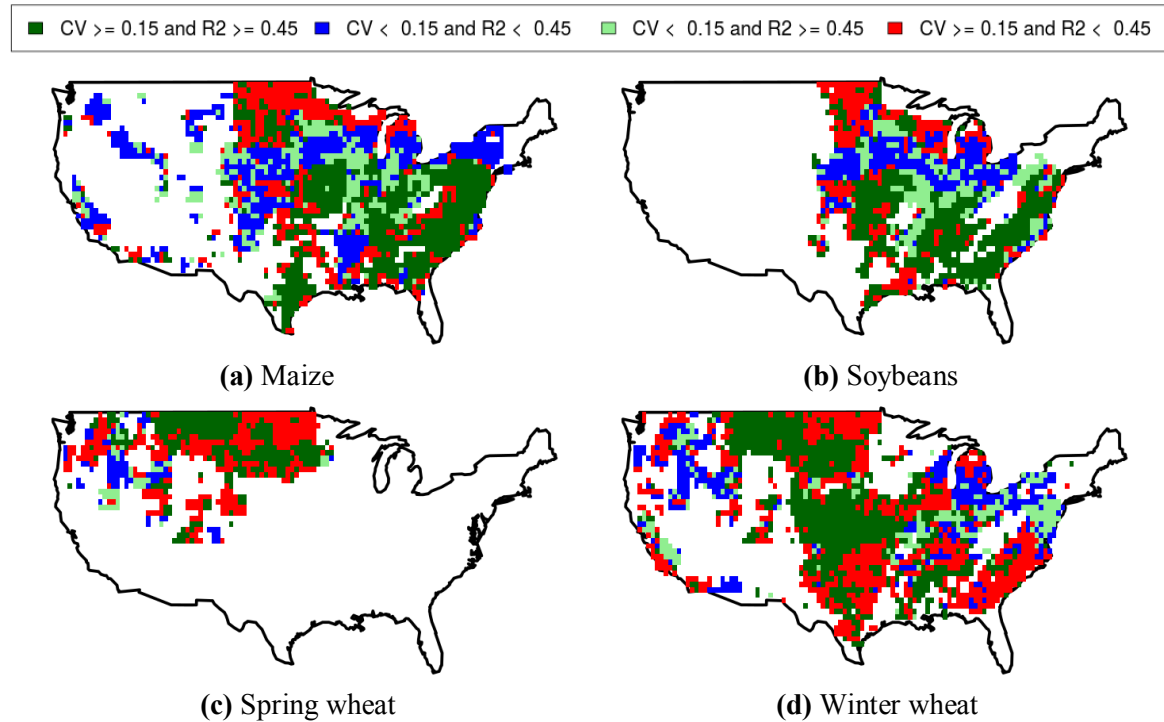 CV >= 0.15 and R2 >= 0.45 CV < 0.15 and R2 < 0.45 CV < 0.15 and R2 >= 0.45 CV >= 0.15 and R2 < 0.45
(a) Maize
(b) Soybeans
(c) Spring wheat
(d) Winter wheat